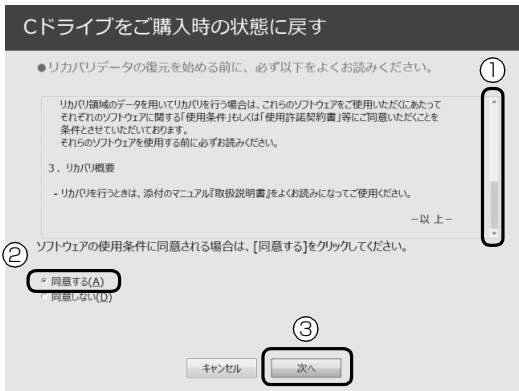 Cドライブをご購入時の状態に戻す
●リカバリデータの復元を始める前に、必ず以下をよくお読みください。
①
リカバリ領域のデータを用いてリカバリを行う場合は、これらのソフトウェアをご使用いただくにあたって
それぞれのソフトウェアに関する「使用条件」もしくは「使用許諾契約書」等にご同意いただくことを
条件とさせていただいております。
それらのソフトウェアを使用する前に必ずお読みください。
3．リカバリ概要
- リカバリを行うときは、添付のマニュアル『取扱説明書』をよくお読みになってご使用ください。
－以 上－
ソフトウェアの使用条件に同意される場合は、[同意する]をクリックしてください。
②
同意する(A)
同意しない(D)
③
キャンセル
次へ